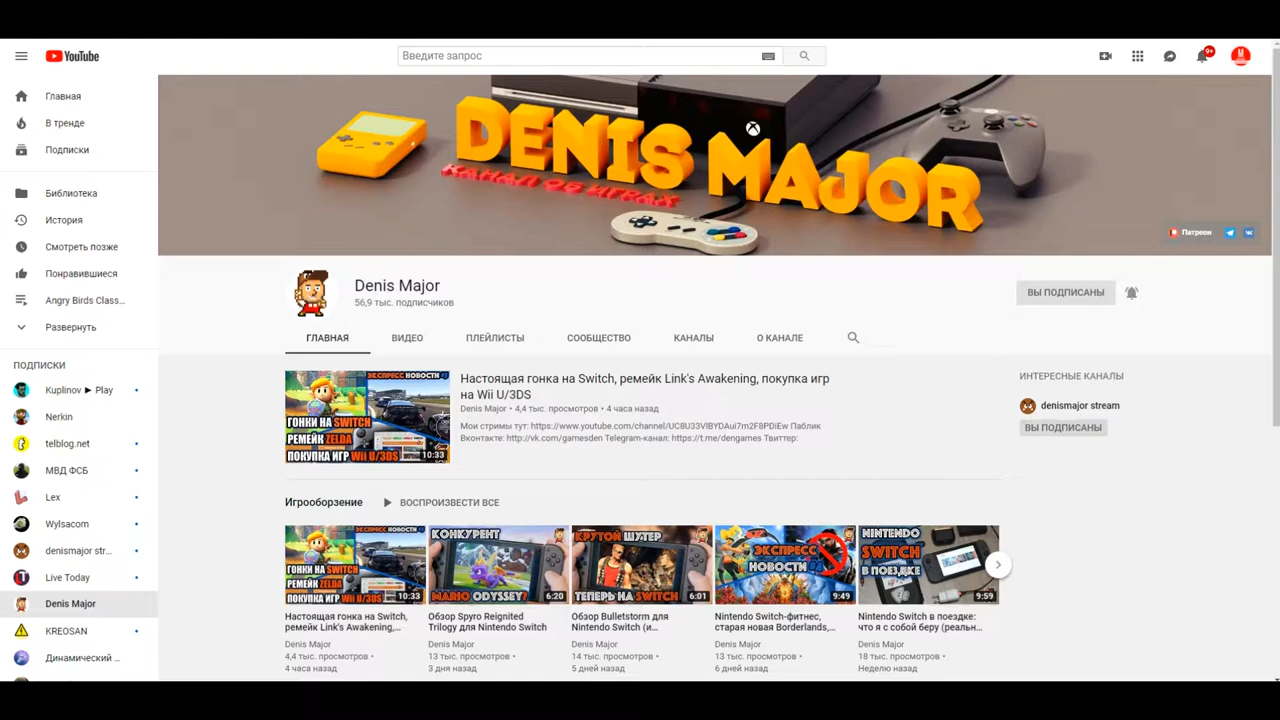 YouTube
Введите запрос
9+
Главная
В тренде
Подписки
Библиотека
История
Смотреть позже
Понравившиеся
Angry Birds Class...
Развернуть
ПОДПИСКИ
Kuplinov ► Play
Nerkin
telblog.net
МВД ФСБ
Lex
Wylsacom
denismajor str...
Live Today
Denis Major
KREOSAN
Динамический ...
DENIS MAJOR
КАНАЛ ОБ ИГРАХ
Патреон
Denis Major
56,9 тыс. подписчиков
ВЫ ПОДПИСАНЫ
ГЛАВНАЯ
ВИДЕО
ПЛЕЙЛИСТЫ
СООБЩЕСТВО
КАНАЛЫ
О КАНАЛЕ
ЭКСПРЕСС
НОВОСТИ
ГОНКИ НА SWITCH
РЕМЕЙК ZELDA
ПОКУПКА ИГР Wii U/3DS
10:33
Настоящая гонка на Switch, ремейк Link's Awakening, покупка игр
на Wii U/3DS
Denis Major • 4,4 тыс. просмотров • 4 часа назад
Мои стримы тут: https://www.youtube.com/channel/UC8U33VlBYDAui7m2F8PDiEw Паблик
Вконтакте: http://vk.com/gamesden Telegram-канал: https://t.me/dengames Твиттер:
ИНТЕРЕСНЫЕ КАНАЛЫ
denismajor stream
ВЫ ПОДПИСАНЫ
Игрооборзение
ВОСПРОИЗВЕСТИ ВСЕ
ЭКСПРЕСС НОВОСТИ
ГОНКИ НА SWITCH
РЕМЕЙК ZELDA
ПОКУПКА ИГР Wii U/3DS
10:33
Настоящая гонка на Switch,
ремейк Link's Awakening,...
Denis Major
4,4 тыс. просмотров •
4 часа назад
КОНКУРЕНТ
MARIO ODYSSEY?
6:20
Обзор Spyro Reignited
Trilogy для Nintendo Switch
Denis Major
13 тыс. просмотров •
3 дня назад
КРУТОЙ ШУТЕР
ТЕПЕРЬ НА SWITCH
6:01
Обзор Bulletstorm для
Nintendo Switch (и...
Denis Major
14 тыс. просмотров •
5 дней назад
ЭКСПРЕСС
НОВОСТИ
9:49
Nintendo Switch-фитнес,
старая новая Borderlands,...
Denis Major
13 тыс. просмотров •
6 дней назад
NINTENDO
SWITCH
В ПОЕЗДКЕ
9:59
Nintendo Switch в поездке:
что я с собой беру (реальн...
Denis Major
18 тыс. просмотров •
Неделю назад